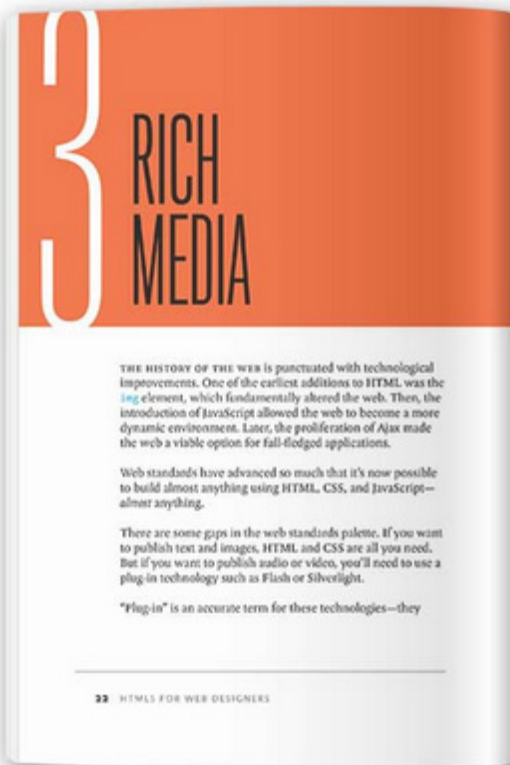 3
RICH
MEDIA
THE HISTORY OF THE WEB is punctuated with technological
improvements. One of the earliest additions to HTML was the
img element, which fundamentally altered the web. Then, the
introduction of JavaScript allowed the web to become a more
dynamic environment. Later, the proliferation of Ajax made
the web a viable option for full-fledged applications.
Web standards have advanced so much that it's now possible
to build almost anything using HTML, CSS, and JavaScript—
almost anything.
There are some gaps in the web standards palette. If you want
to publish text and images, HTML and CSS are all you need.
But if you want to publish audio or video, you'll need to use a
plug-in technology such as Flash or Silverlight.
"Plug-in" is an accurate term for these technologies—they
22 HTML5 FOR WEB DESIGNERS